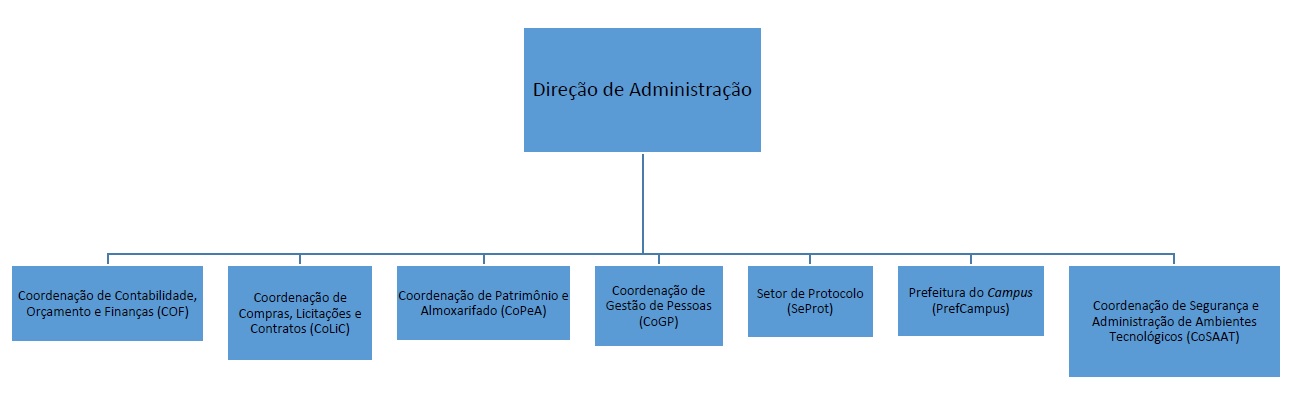 Direção de Administração
Coordenação de Contabilidade,
Orçamento e Finanças (COF)
Coordenação de
Compras, Licitações e
Contratos (CoLiC)
Coordenação de Patrimônio e
Almoxarifado (CoPeA)
Coordenação de
Gestão de Pessoas
(CoGP)
Setor de Protocolo
(SeProt)
Prefeitura do Campus
(PrefCampus)
Coordenação de Segurança e
Administração de Ambientes
Tecnológicos (CoSAAT)